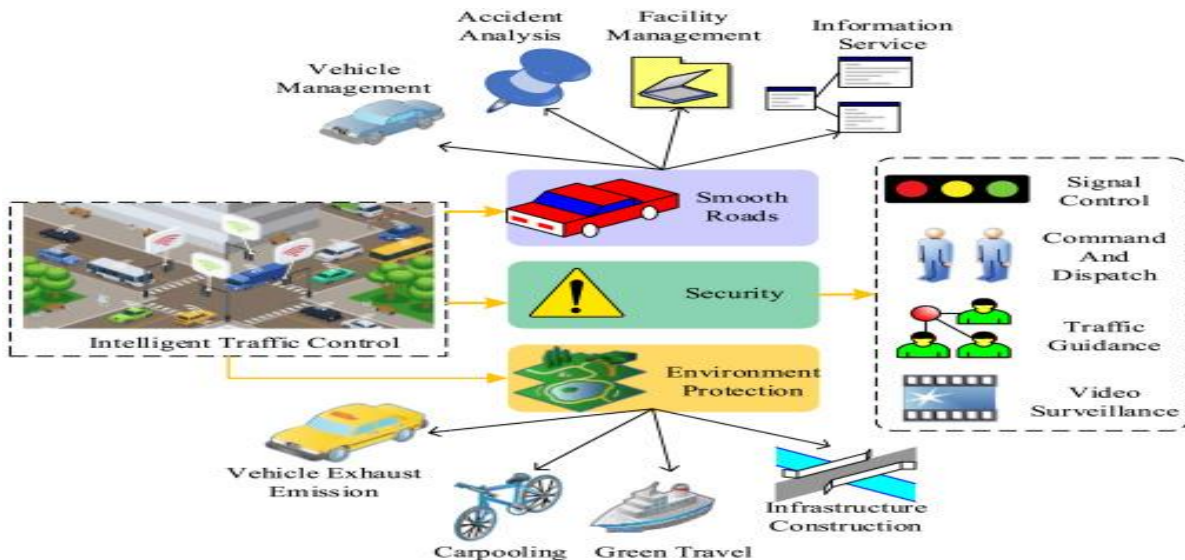 Accident
Analysis
Facility
Management
Information
Service
Vehicle
Management
Smooth
Roads
Signal
Control
Command
And
Dispatch
Security
Intelligent Traffic Control
Traffic
Guidance
Environment
Protection
Video
Surveillance
Vehicle Exhaust
Emission
Infrastructure
Construction
Carpooling
Green Travel